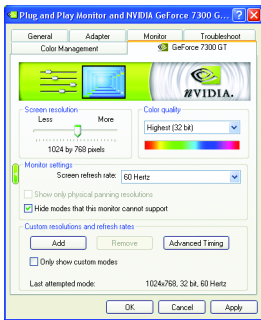 Plug and Play Monitor and NVIDIA GeForce 7300 G...
General Adapter Monitor Troubleshoot
Color Management GeForce 7300 GT
NVIDIA.
Screen resolution
Less More
1024 by 768 pixels
Color quality
Highest (32 bit)
Monitor settings
Screen refresh rate: 60 Hertz
Show only physical panning resolutions
Hide modes that this monitor cannot support
Custom resolutions and refresh rates
Add Remove Advanced Timing
Only show custom modes
Last attempted mode: 1024x768, 32 bit, 60 Hertz
OK Cancel Apply